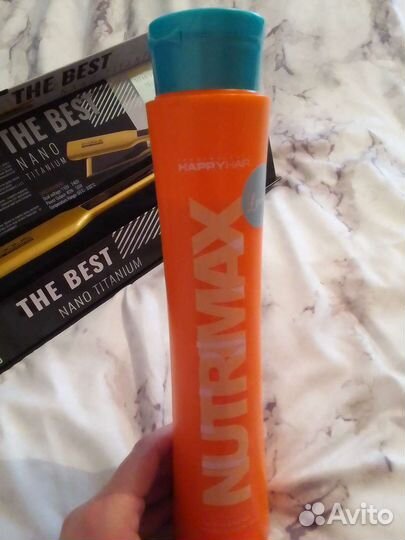 THE BEST
THE BEST
NANO
TITANIUM
THE BEST
NANO TITANIUM
HAPPYHAIR
NUTRIMAX
Avito